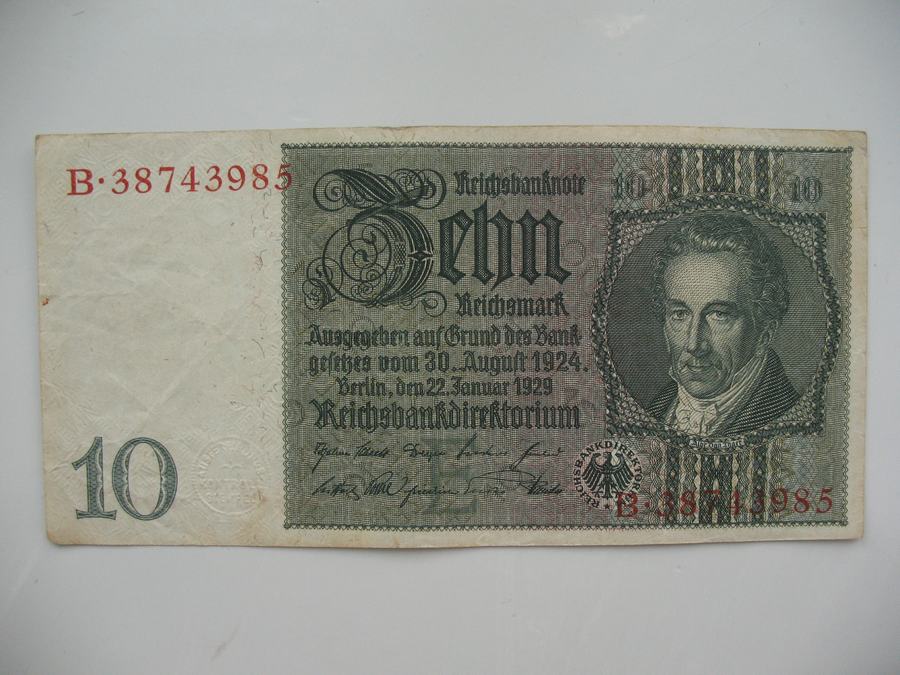 B·38743985
Reichsbanknote
10
10
Zehn
Reichsmark
Ausgegeben auf Grund des Bank-
gesetzes vom 30. August 1924.
Berlin, den 22. Januar 1929
Reichsbankdirektorium
E
10
REICHSBANKDIREKTORIUM
B·38743985